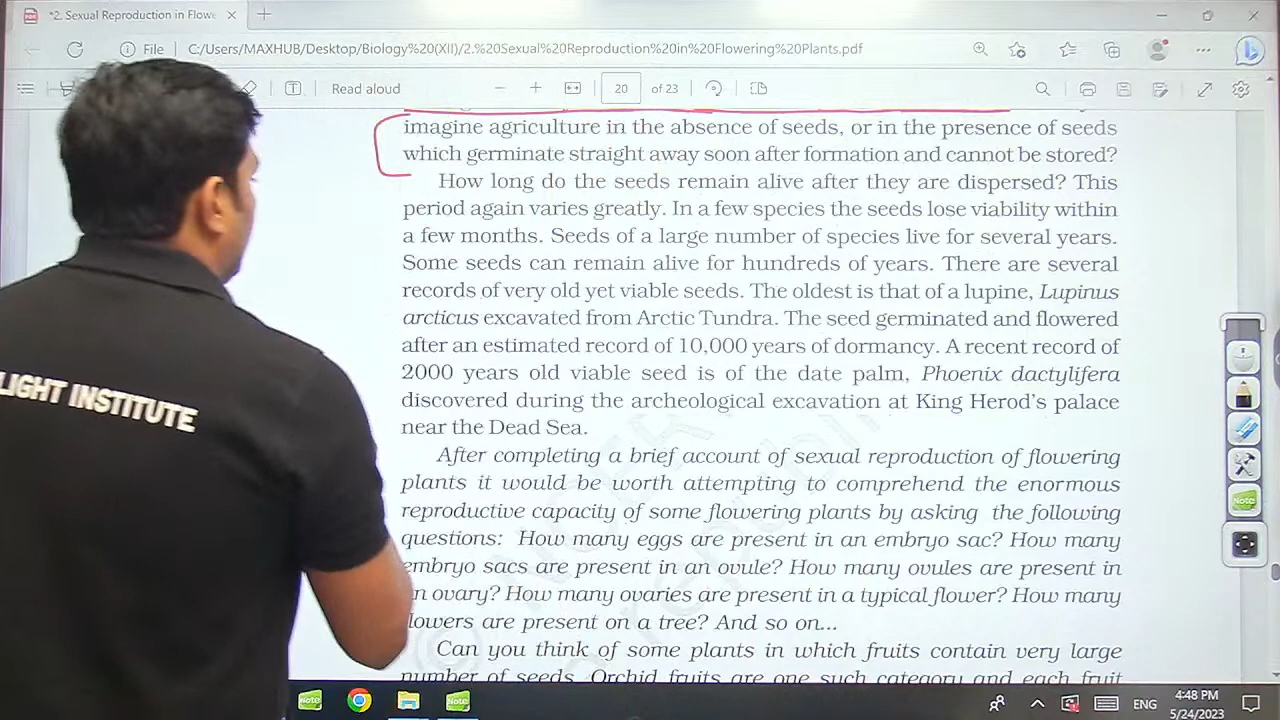 *2. Sexual Reproduction in Flowe
File
C:/Users/MAXHUB/Desktop/Biology%20(XII)/2.%20Sexual%20Reproduction%20in%20Flowering%20Plants.pdf
Read aloud
20
of 23
imagine agriculture in the absence of seeds, or in the presence of seeds
which germinate straight away soon after formation and cannot be stored?
How long do the seeds remain alive after they are dispersed? This
period again varies greatly. In a few species the seeds lose viability within
a few months. Seeds of a large number of species live for several years.
Some seeds can remain alive for hundreds of years. There are several
records of very old yet viable seeds. The oldest is that of a lupine, Lupinus
arcticus excavated from Arctic Tundra. The seed germinated and flowered
after an estimated record of 10,000 years of dormancy. A recent record of
2000 years old viable seed is of the date palm, Phoenix dactylifera
discovered during the archeological excavation at King Herod's palace
near the Dead Sea.
After completing a brief account of sexual reproduction of flowering
plants it would be worth attempting to comprehend the enormous
reproductive capacity of some flowering plants by asking the following
questions: How many eggs are present in an embryo sac? How many
embryo sacs are present in an ovule? How many ovules are present in
n ovary? How many ovaries are present in a typical flower? How many
lowers are present on a tree? And so on...
Can you think of some plants in which fruits contain very large
number of seeds. Orchid fruits are one such category and each fruit
LIGHT INSTITUTE
Note
Note
Note
ENG
4:48 PM
5/24/2023